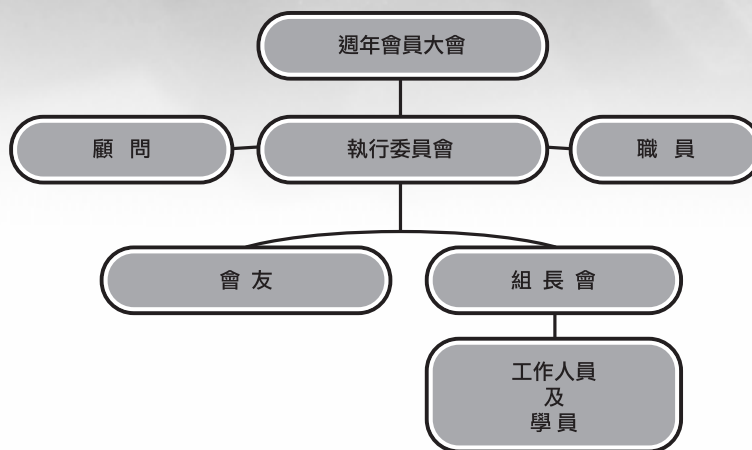 週年會員大會
顧 問
執行委員會
職 員
會 友
組 長 會
工作人員
及
學 員